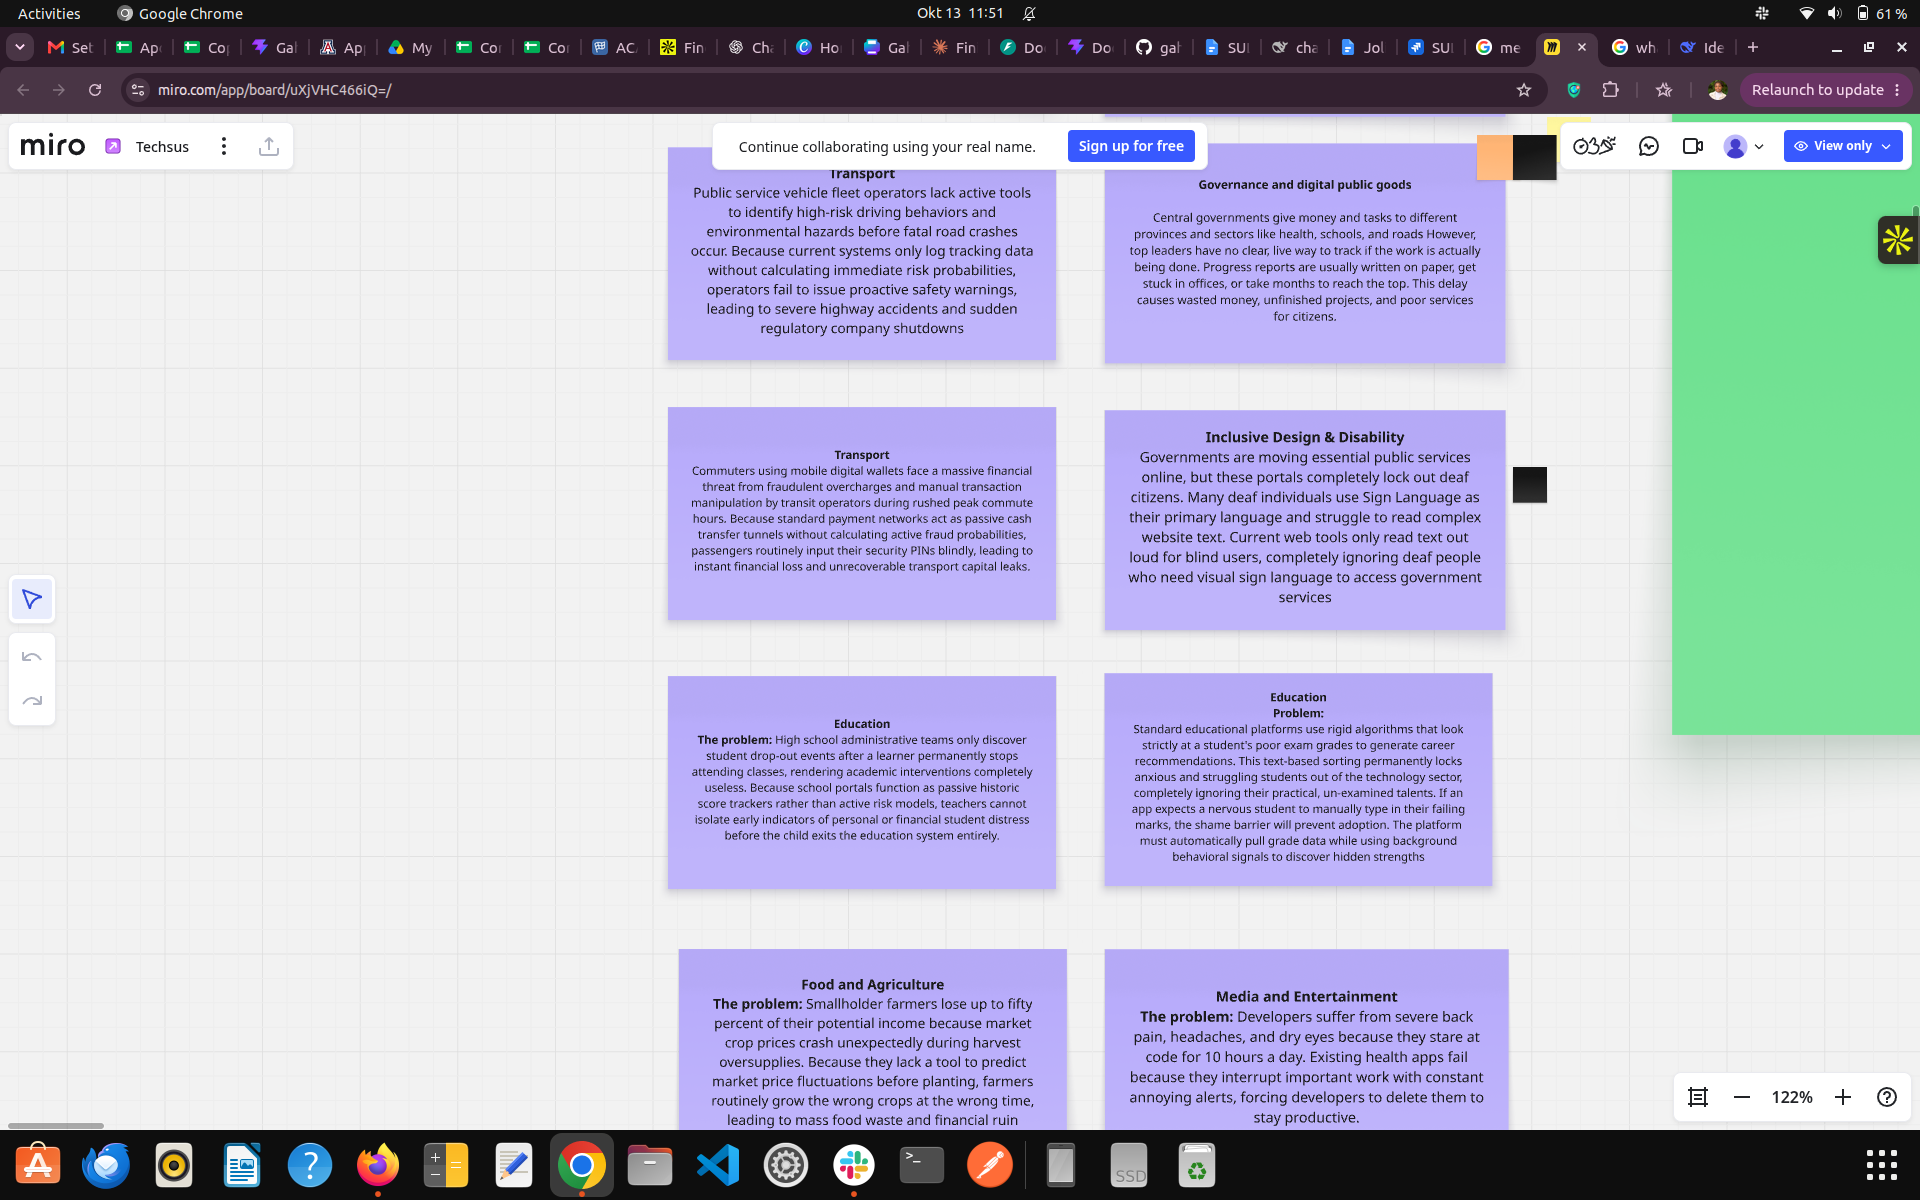 Activities
Google Chrome
Okt 13 11:51
61 %
Set
Ape
Co
Gal
Ap
My
Cor
Cor
AC
Fin
Cha
Ho
Gal
Fin
Do
Do
gah
SUI
cha
Jol
SUI
me
wh
Ide
miro.com/app/board/uXjVHC466iQ=/
Relaunch to update
miro
Techsus
Continue collaborating using your real name.
Sign up for free
View only
Transport
Public service vehicle fleet operators lack active tools
to identify high-risk driving behaviors and
environmental hazards before fatal road crashes
occur. Because current systems only log tracking data
without calculating immediate risk probabilities,
operators fail to issue proactive safety warnings,
leading to severe highway accidents and sudden
regulatory company shutdowns
Governance and digital public goods
Central governments give money and tasks to different
provinces and sectors like health, schools, and roads However,
top leaders have no clear, live way to track if the work is actually
being done. Progress reports are usually written on paper, get
stuck in offices, or take months to reach the top. This delay
causes wasted money, unfinished projects, and poor services
for citizens.
Transport
Commuters using mobile digital wallets face a massive financial
threat from fraudulent overcharges and manual transaction
manipulation by transit operators during rushed peak commute
hours. Because standard payment networks act as passive cash
transfer tunnels without calculating active fraud probabilities,
passengers routinely input their security PINs blindly, leading to
instant financial loss and unrecoverable transport capital leaks.
Inclusive Design & Disability
Governments are moving essential public services
online, but these portals completely lock out deaf
citizens. Many deaf individuals use Sign Language as
their primary language and struggle to read complex
website text. Current web tools only read text out
loud for blind users, completely ignoring deaf people
who need visual sign language to access government
services
Education
The problem: High school administrative teams only discover
student drop-out events after a learner permanently stops
attending classes, rendering academic interventions completely
useless. Because school portals function as passive historic
score trackers rather than active risk models, teachers cannot
isolate early indicators of personal or financial student distress
before the child exits the education system entirely.
Education
Problem:
Standard educational platforms use rigid algorithms that look
strictly at a student's poor exam grades to generate career
recommendations. This text-based sorting permanently locks
anxious and struggling students out of the technology sector,
completely ignoring their practical, un-examined talents. If an
app expects a nervous student to manually type in their failing
marks, the shame barrier will prevent adoption. The platform
must automatically pull grade data while using background
behavioral signals to discover hidden strengths
Food and Agriculture
The problem: Smallholder farmers lose up to fifty
percent of their potential income because market
crop prices crash unexpectedly during harvest
oversupplies. Because they lack a tool to predict
market price fluctuations before planting, farmers
routinely grow the wrong crops at the wrong time,
leading to mass food waste and financial ruin
Media and Entertainment
The problem: Developers suffer from severe back
pain, headaches, and dry eyes because they stare at
code for 10 hours a day. Existing health apps fail
because they interrupt important work with constant
annoying alerts, forcing developers to delete them to
stay productive.
122%
SSD